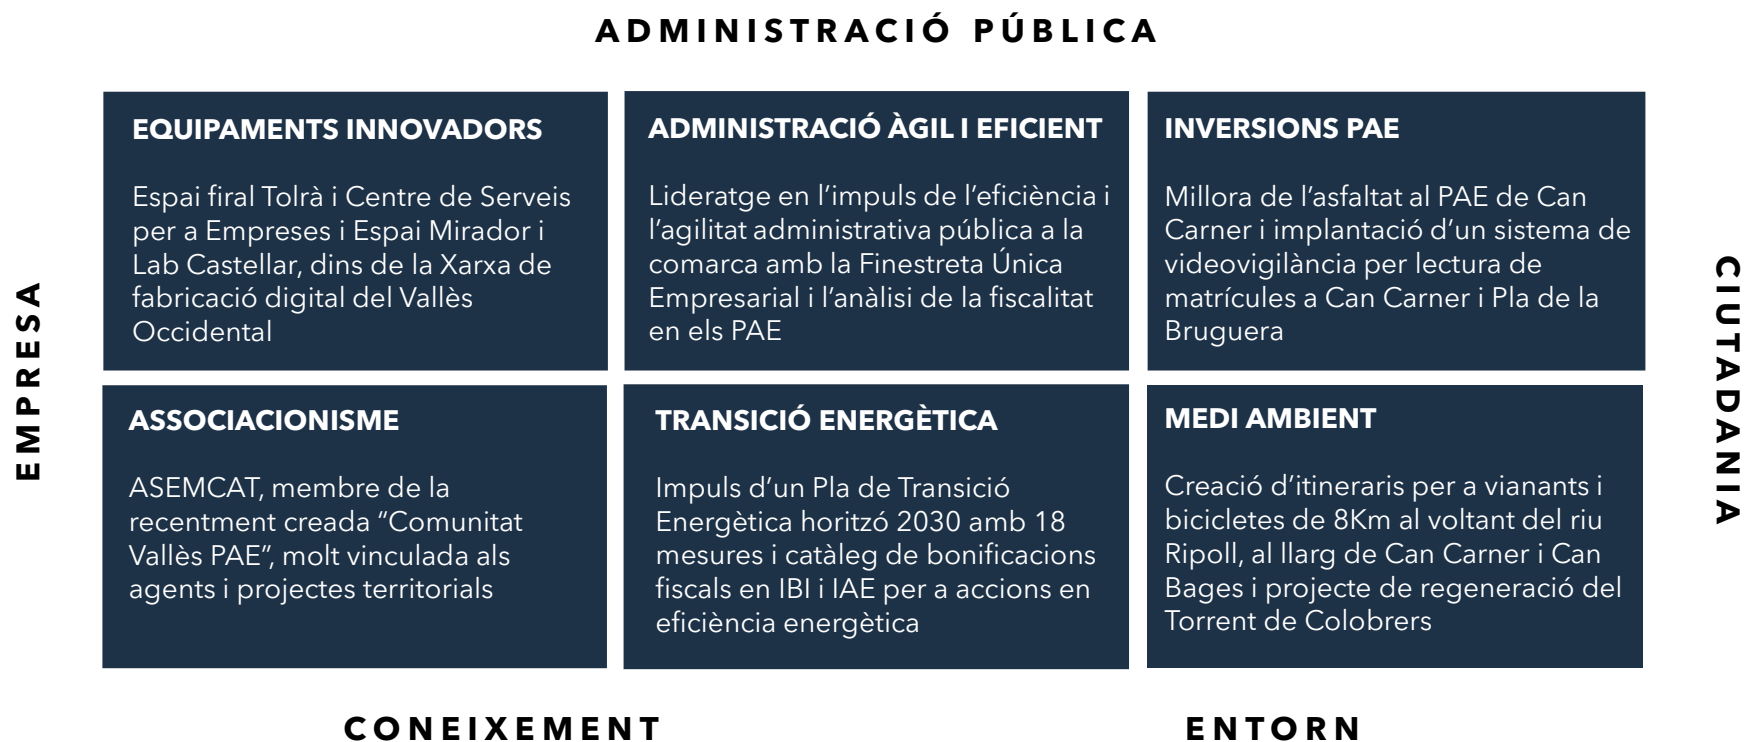 ADMINISTRACIÓ PÚBLICA
EMPRESA
EQUIPAMENTS INNOVADORS
Espai firal Tolrà i Centre de Serveis
per a Empreses i Espai Mirador i
Lab Castellar, dins de la Xarxa de
fabricació digital del Vallès
Occidental
ADMINISTRACIÓ ÀGIL I EFICIENT
Lideratge en l’impuls de l’eficiència i
l’agilitat administrativa pública a la
comarca amb la Finestreta Única
Empresarial i l’anàlisi de la fiscalitat
en els PAE
INVERSIONS PAE
Millora de l’asfaltat al PAE de Can
Carner i implantació d’un sistema de
videovigilància per lectura de
matrícules a Can Carner i Pla de la
Bruguera
ASSOCIACIONISME
ASEMCAT, membre de la
recentment creada “Comunitat
Vallès PAE”, molt vinculada als
agents i projectes territorials
TRANSICIÓ ENERGÈTICA
Impuls d’un Pla de Transició
Energètica horitzó 2030 amb 18
mesures i catàleg de bonificacions
fiscals en IBI i IAE per a accions en
eficiència energètica
MEDI AMBIENT
Creació d’itineraris per a vianants i
bicicletes de 8Km al voltant del riu
Ripoll, al llarg de Can Carner i Can
Bages i projecte de regeneració del
Torrent de Colobrers
CIUTADANIA
CONEIXEMENT
ENTORN